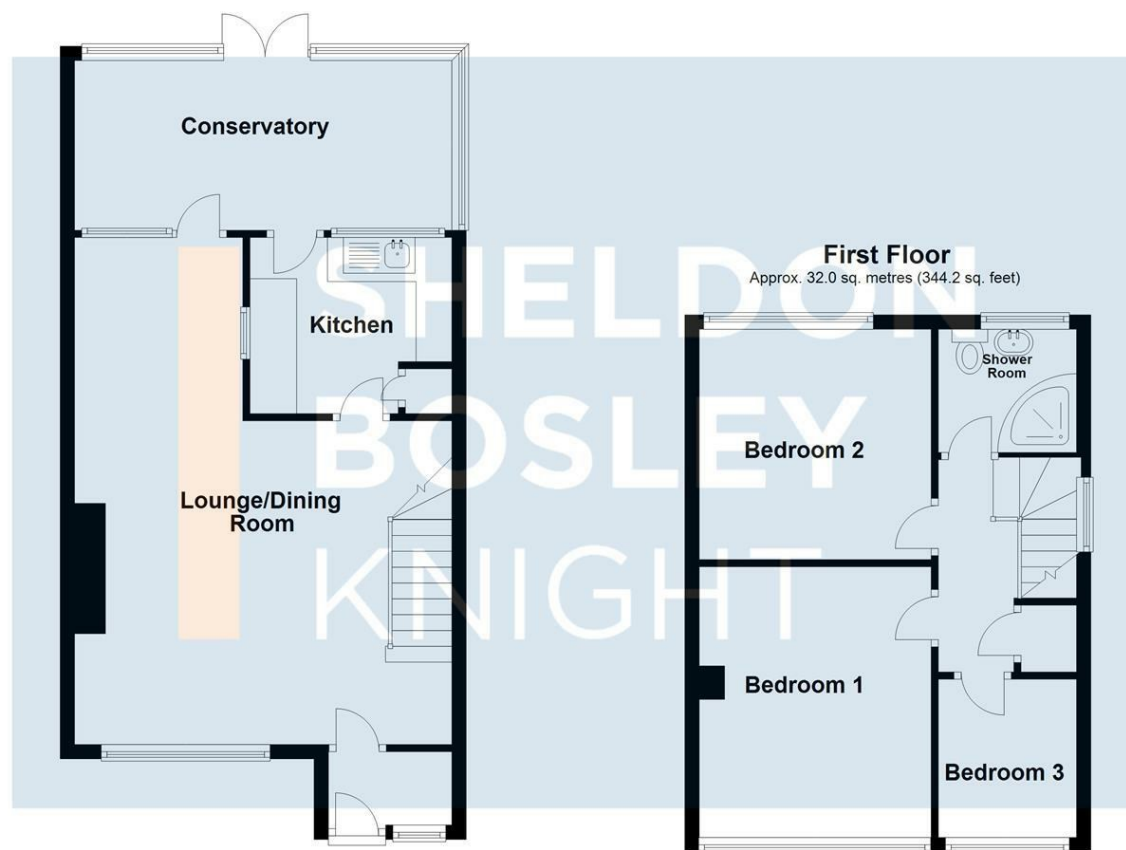 Conservatory
Kitchen
Lounge/Dining
Room
First Floor
Approx. 32.0 sq. metres (344.2 sq. feet)
Shower
Room
Bedroom 2
Bedroom 1
Bedroom 3
SHELDON
BOSLEY
KNIGHT